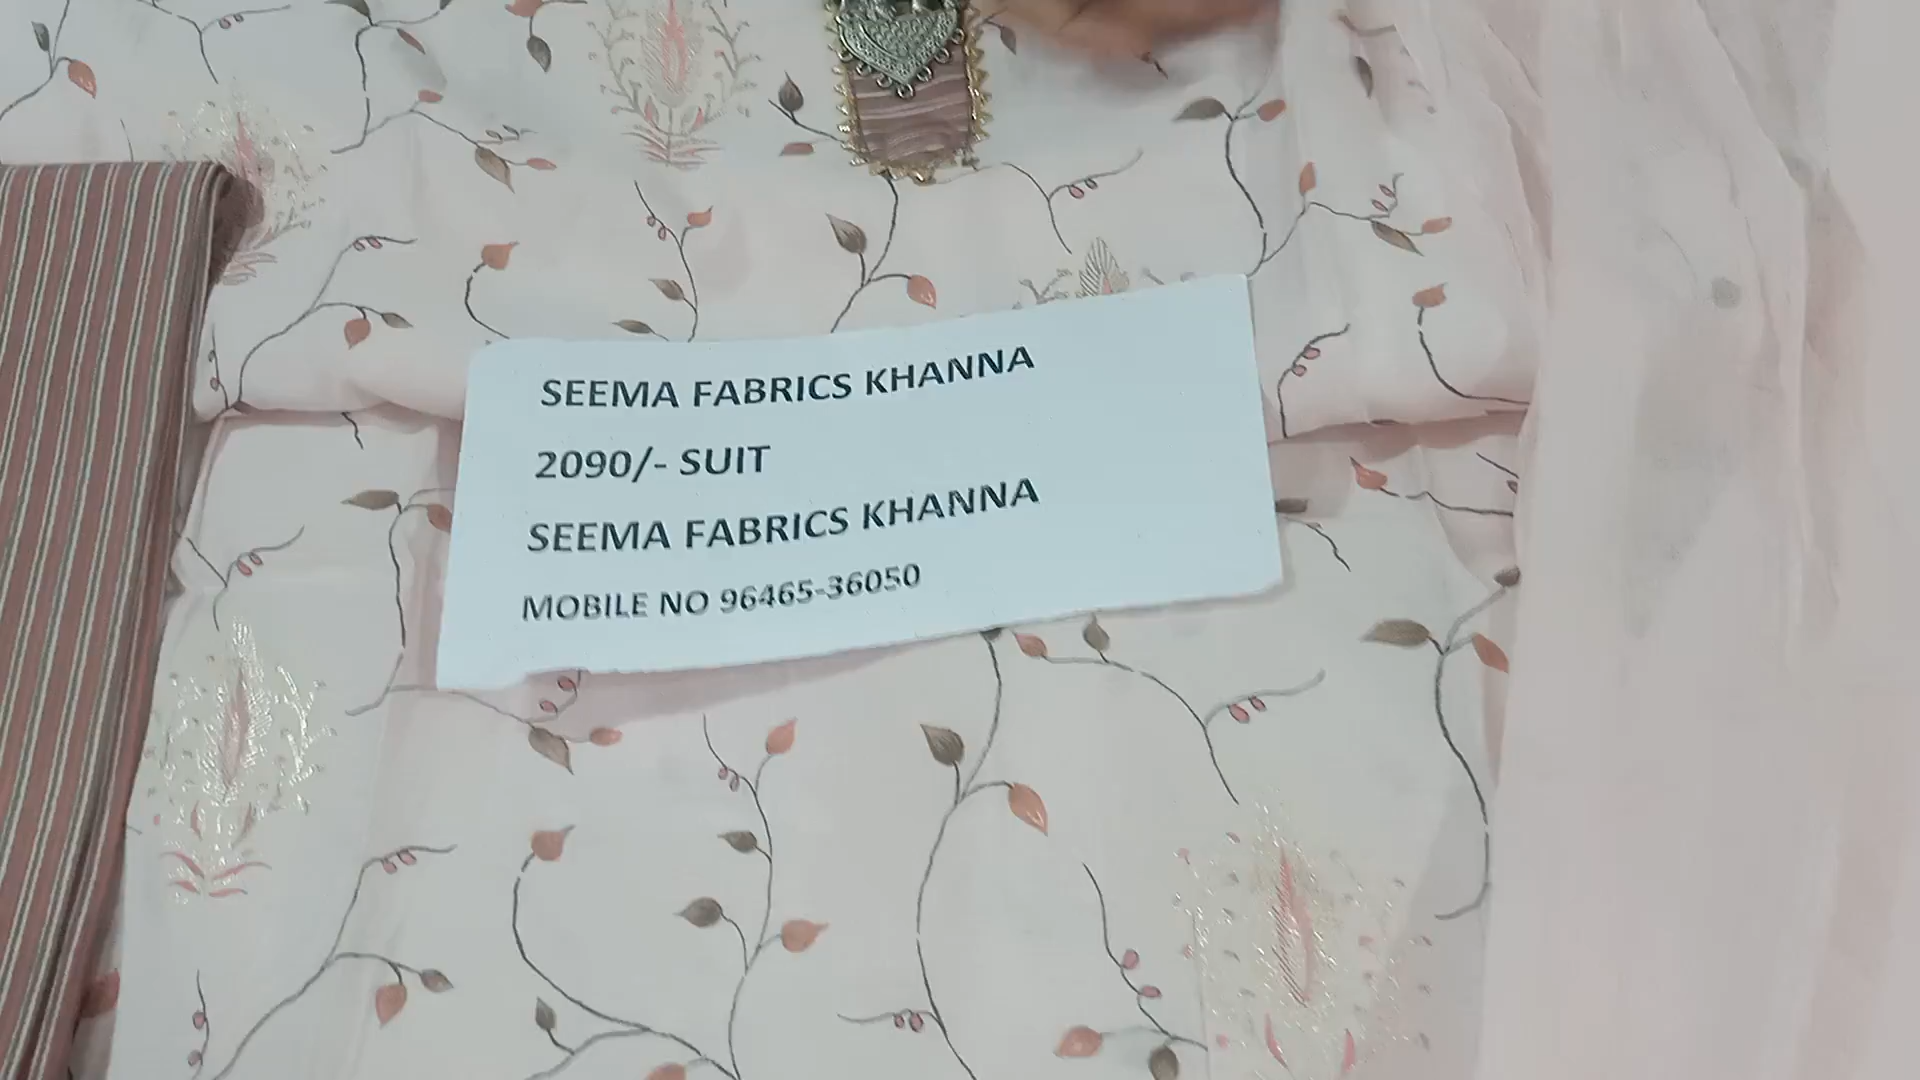 SEEMA FABRICS KHANNA
2090/- SUIT
SEEMA FABRICS KHANNA
MOBILE NO 96465-36050